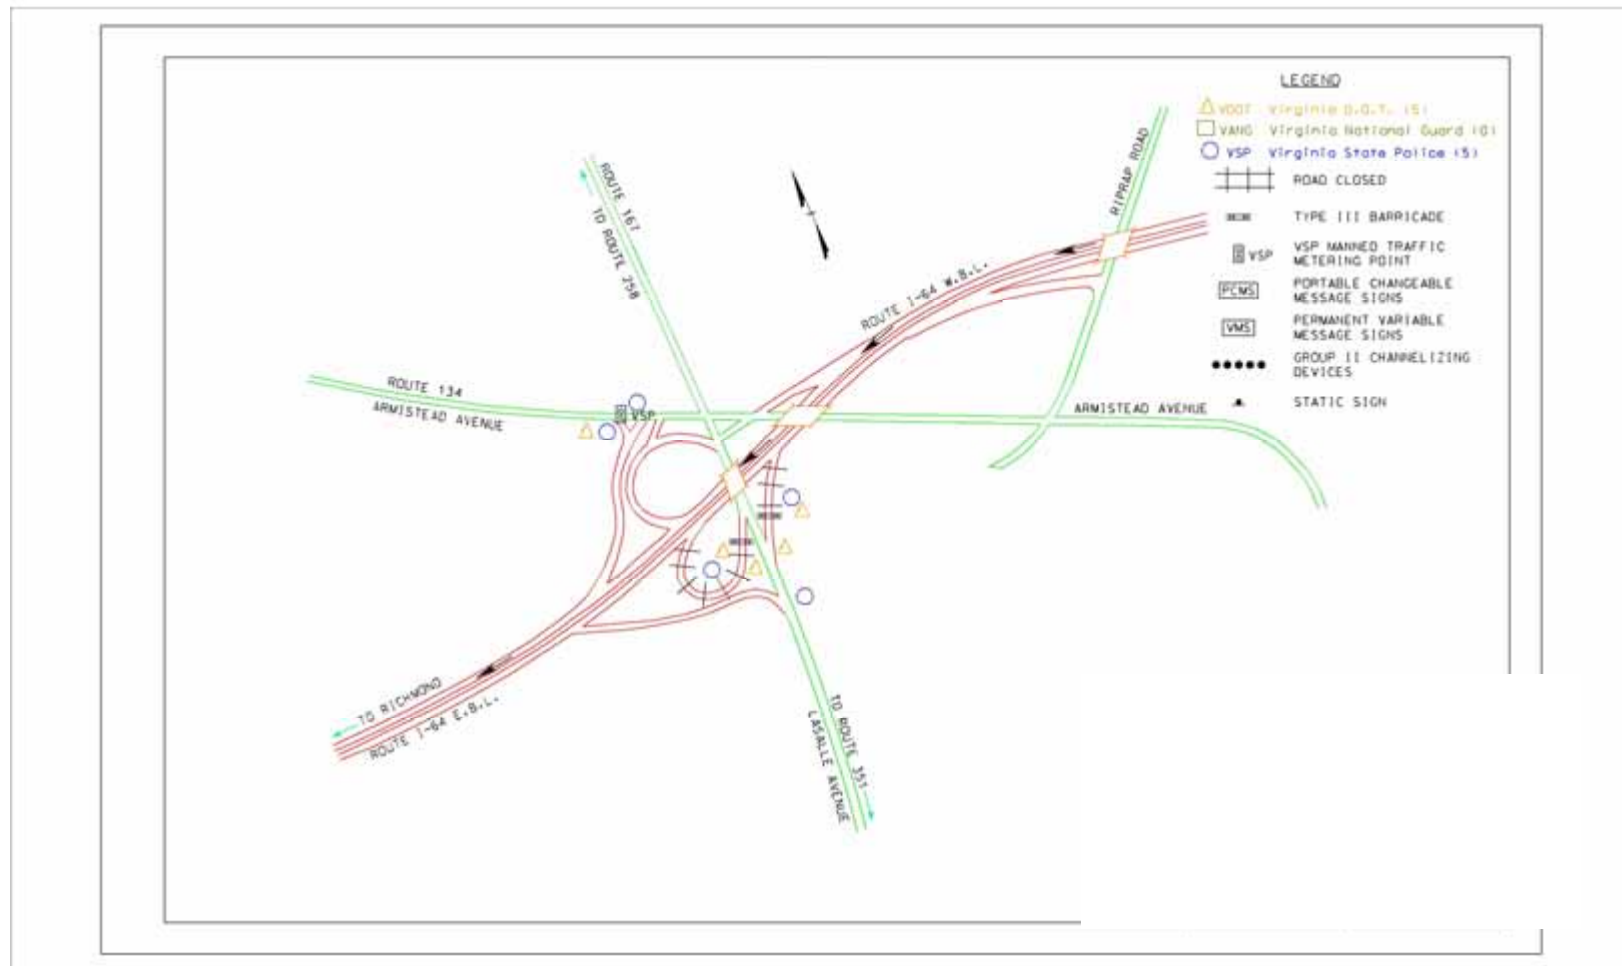 LEGEND
VDOT Virginia D.O.T. (5)
VANG Virginia National Guard (0)
VSP Virginia State Police (5)
ROAD CLOSED
TYPE III BARRICADE
VSP
VSP MANNED TRAFFIC
METERING POINT
PCMS
PORTABLE CHANGEABLE
MESSAGE SIGNS
VMS
PERMANENT VARIABLE
MESSAGE SIGNS
GROUP II CHANNELIZING
DEVICES
STATIC SIGN
RIPRAP ROAD
ROUTE 167
TO ROUTE 258
ROUTE I-64 W.B.L.
ROUTE 134
ARMISTEAD AVENUE
VSP
ARMISTEAD AVENUE
TO RICHMOND
ROUTE I-64 E.B.L.
TO ROUTE 351
LASALLE AVENUE